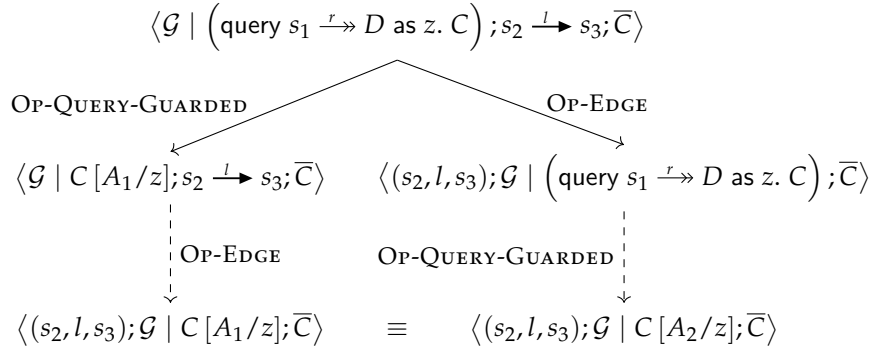 ⟨𝒢 | (query s₁ —r↠ D as z. C) ; s₂ —l→ s₃; C̅⟩
Op-Query-Guarded Op-Edge
⟨𝒢 | C [A₁/z]; s₂ —l→ s₃; C̅⟩ ⟨(s₂, l, s₃); 𝒢 | (query s₁ —r↠ D as z. C) ; C̅⟩
Op-Edge Op-Query-Guarded
⟨(s₂, l, s₃); 𝒢 | C [A₁/z]; C̅⟩ ≡ ⟨(s₂, l, s₃); 𝒢 | C [A₂/z]; C̅⟩